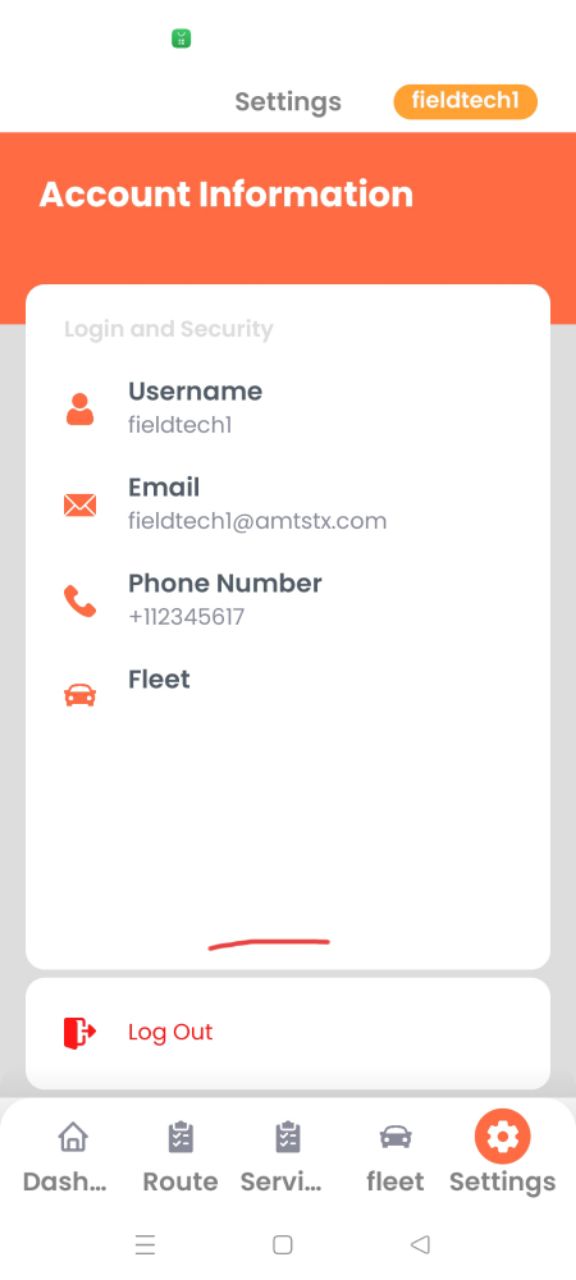 Settings
fieldtech1
Account Information
Login and Security
Username
fieldtech1
Email
fieldtech1@amtstx.com
Phone Number
+112345617
Fleet
Log Out
Dash... Route Servi... fleet Settings